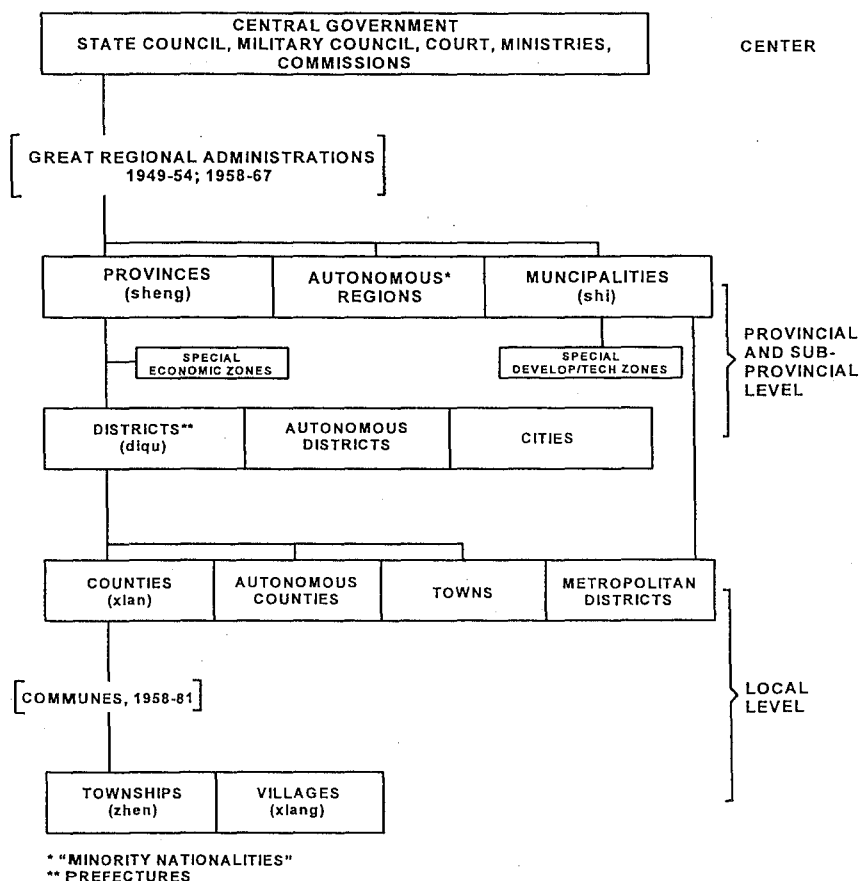 CENTRAL GOVERNMENT
STATE COUNCIL, MILITARY COUNCIL, COURT, MINISTRIES,
COMMISSIONS
CENTER
GREAT REGIONAL ADMINISTRATIONS
1949-54; 1958-67
PROVINCES
(sheng)
AUTONOMOUS*
REGIONS
MUNCIPALITIES
(shi)
SPECIAL
ECONOMIC ZONES
SPECIAL
DEVELOP/TECH ZONES
PROVINCIAL
AND SUB-
PROVINCIAL
LEVEL
DISTRICTS**
(diqu)
AUTONOMOUS
DISTRICTS
CITIES
COUNTIES
(xian)
AUTONOMOUS
COUNTIES
TOWNS
METROPOLITAN
DISTRICTS
COMMUNES, 1958-81
LOCAL
LEVEL
TOWNSHIPS
(zhen)
VILLAGES
(xiang)
* "MINORITY NATIONALITIES"
** PREFECTURES